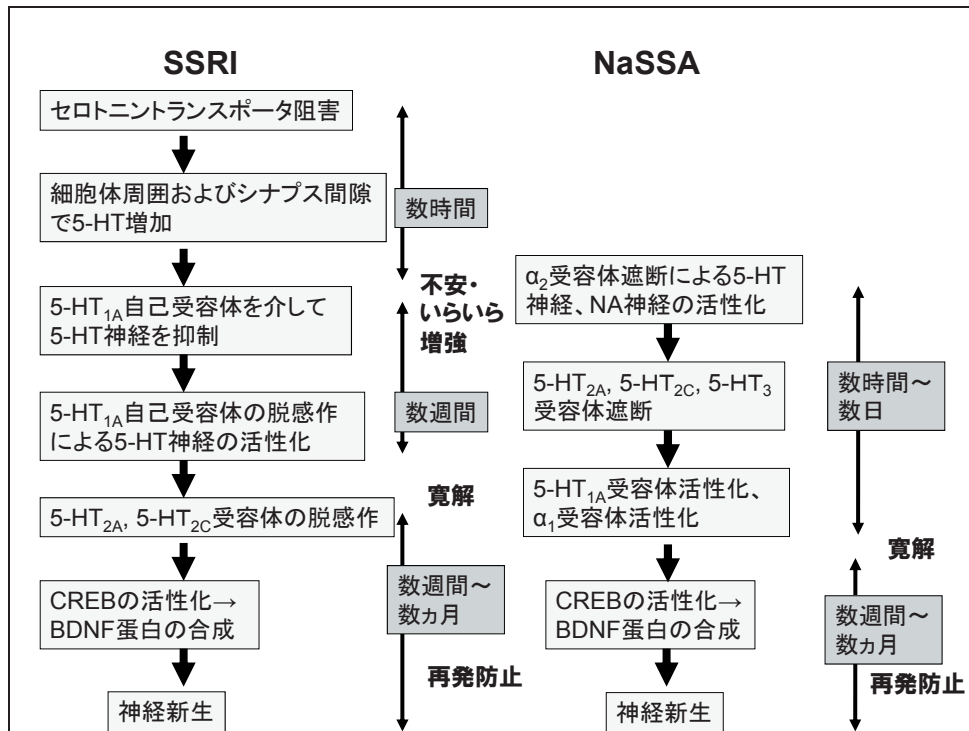 SSRI
セロトニントランスポータ阻害
細胞体周囲およびシナプス間隙
で5-HT増加
5-HT1A自己受容体を介して
5-HT神経を抑制
5-HT1A自己受容体の脱感作
による5-HT神経の活性化
5-HT2A, 5-HT2C受容体の脱感作
CREBの活性化→
BDNF蛋白の合成
神経新生
数時間
不安・
いらいら
増強
数週間
寛解
数週間～
数ヵ月
再発防止
NaSSA
α2受容体遮断による5-HT
神経、NA神経の活性化
5-HT2A, 5-HT2C, 5-HT3
受容体遮断
5-HT1A受容体活性化、
α1受容体活性化
CREBの活性化→
BDNF蛋白の合成
神経新生
数時間～
数日
寛解
数週間～
数ヵ月
再発防止